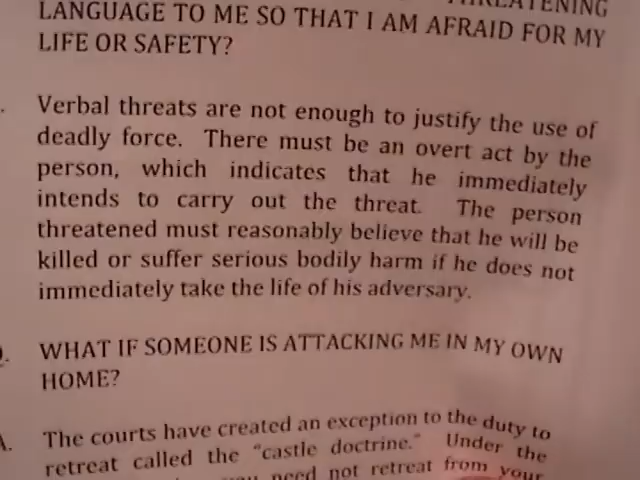 THREATENING
LANGUAGE TO ME SO THAT I AM AFRAID FOR MY
LIFE OR SAFETY?
Verbal threats are not enough to justify the use of
deadly force. There must be an overt act by the
person, which indicates that he immediately
intends to carry out the threat. The person
threatened must reasonably believe that he will be
killed or suffer serious bodily harm if he does not
immediately take the life of his adversary.
WHAT IF SOMEONE IS ATTACKING ME IN MY OWN
HOME?
A. The courts have created an exception to the duty to
retreat called the "castle doctrine." Under the
you need not retreat from your